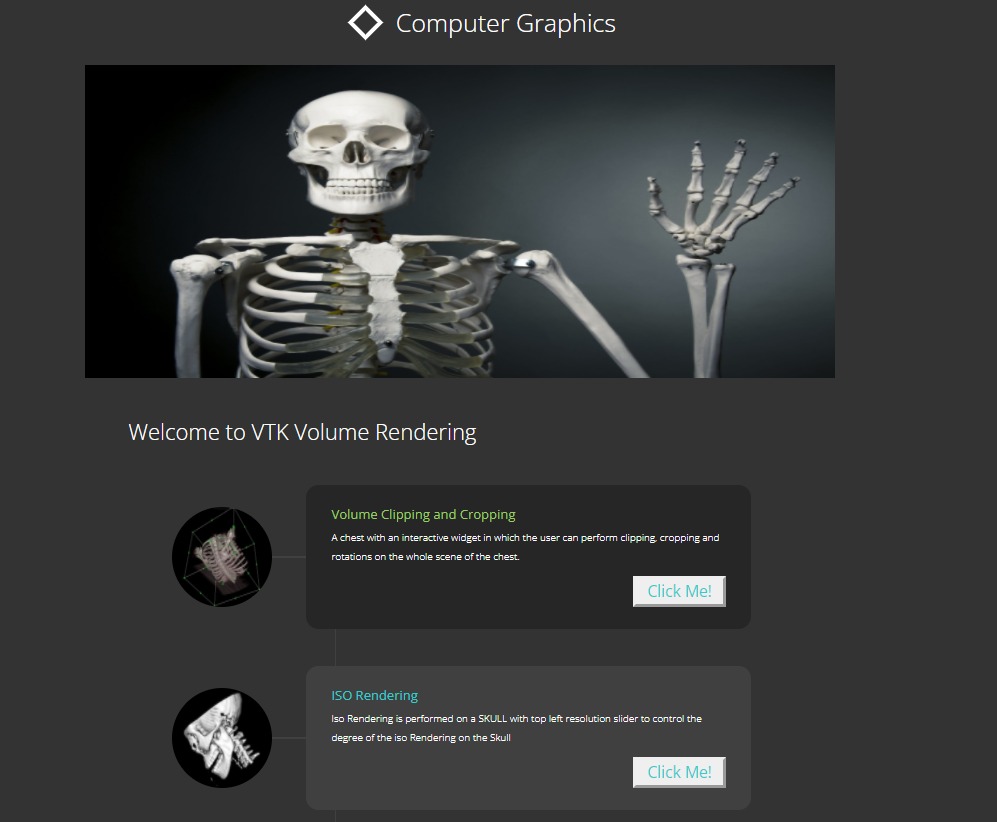 Computer Graphics
Welcome to VTK Volume Rendering
Volume Clipping and Cropping
A chest with an interactive widget in which the user can perform clipping, cropping and
rotations on the whole scene of the chest.
Click Me!
ISO Rendering
Iso Rendering is performed on a SKULL with top left resolution slider to control the
degree of the iso Rendering on the Skull
Click Me!